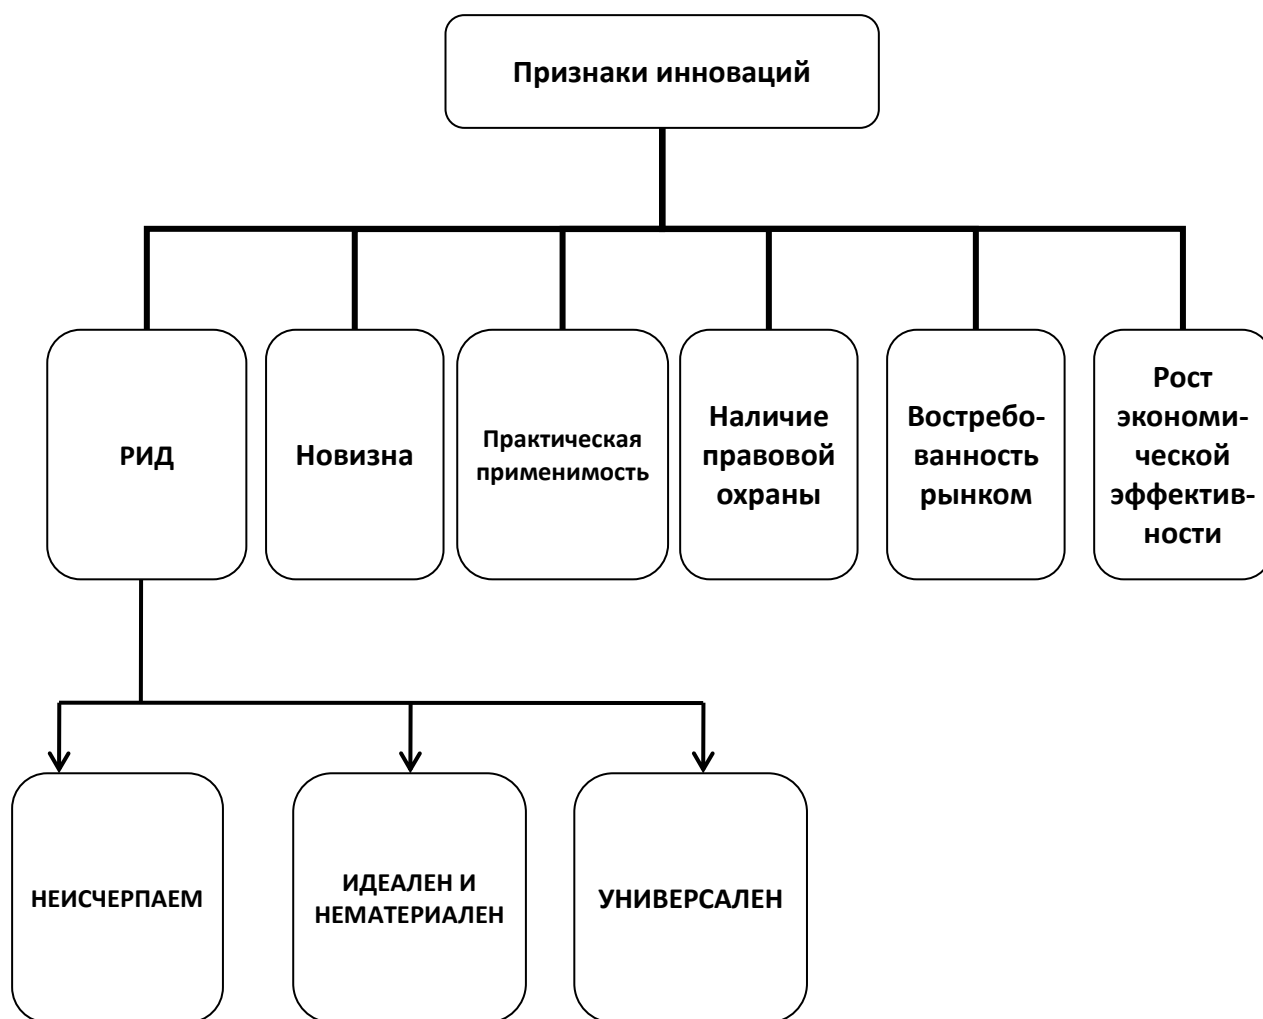 Признаки инноваций
РИД
Новизна
Практическая
применимость
Наличие
правовой
охраны
Востребо-
ванность
рынком
Рост
экономи-
ческой
эффектив-
ности
НЕИСЧЕРПАЕМ
ИДЕАЛЕН И
НЕМАТЕРИАЛЕН
УНИВЕРСАЛЕН